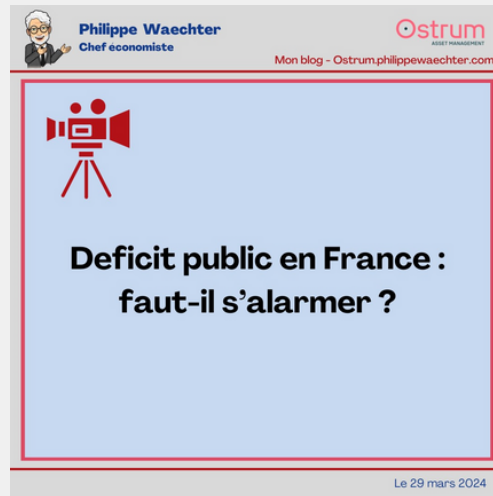 Philippe Waechter
Chef économiste
Ostrum
ASSET MANAGEMENT
Mon blog - Ostrum.philippewaechter.com
Deficit public en France :
faut-il s'alarmer ?
Le 29 mars 2024